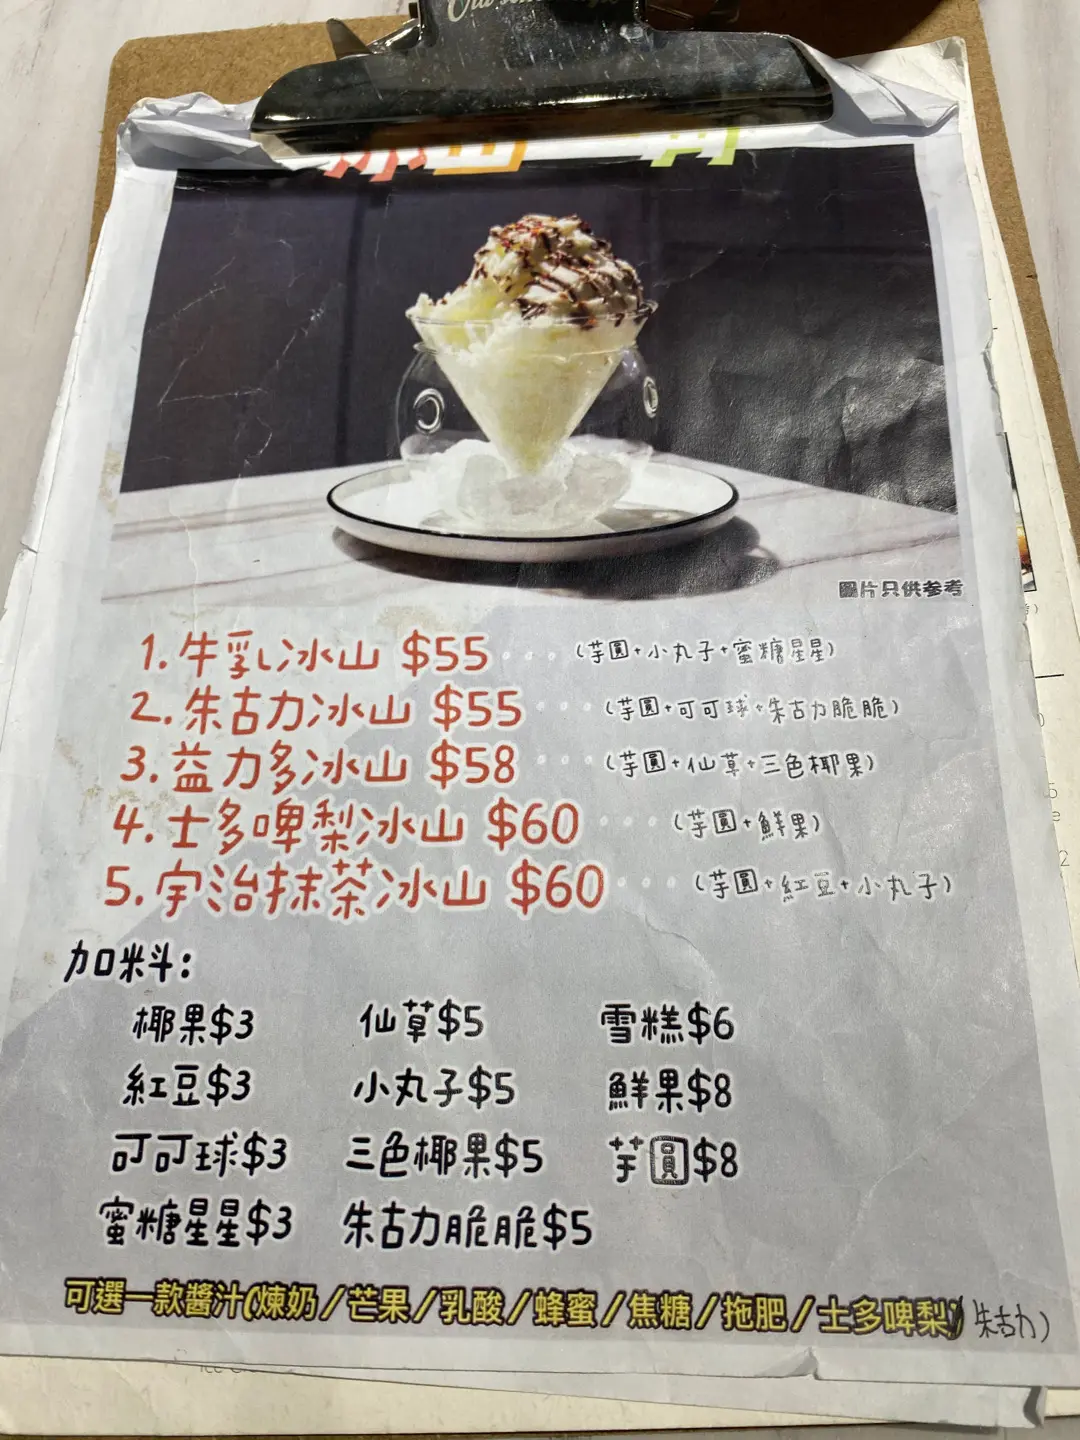 冰山
圖片只供參考
1.牛乳冰山 $55 ····(芋圓+小丸子+蜜糖星星)
2.朱古力冰山 $55 ····(芋圓+可可球+朱古力脆脆)
3.益力多冰山 $58 ····(芋圓+仙草+三色椰果)
4.士多啤梨冰山 $60 ····(芋圓+鮮果)
5.宇治抹茶冰山 $60 ····(芋圓+紅豆+小丸子)
加料:
椰果$3 仙草$5 雪糕$6
紅豆$3 小丸子$5 鮮果$8
可可球$3 三色椰果$5 芋圓$8
蜜糖星星$3 朱古力脆脆$5
可選一款醬汁(煉奶/芒果/乳酸/蜂蜜/焦糖/拖肥/士多啤梨/朱古力)